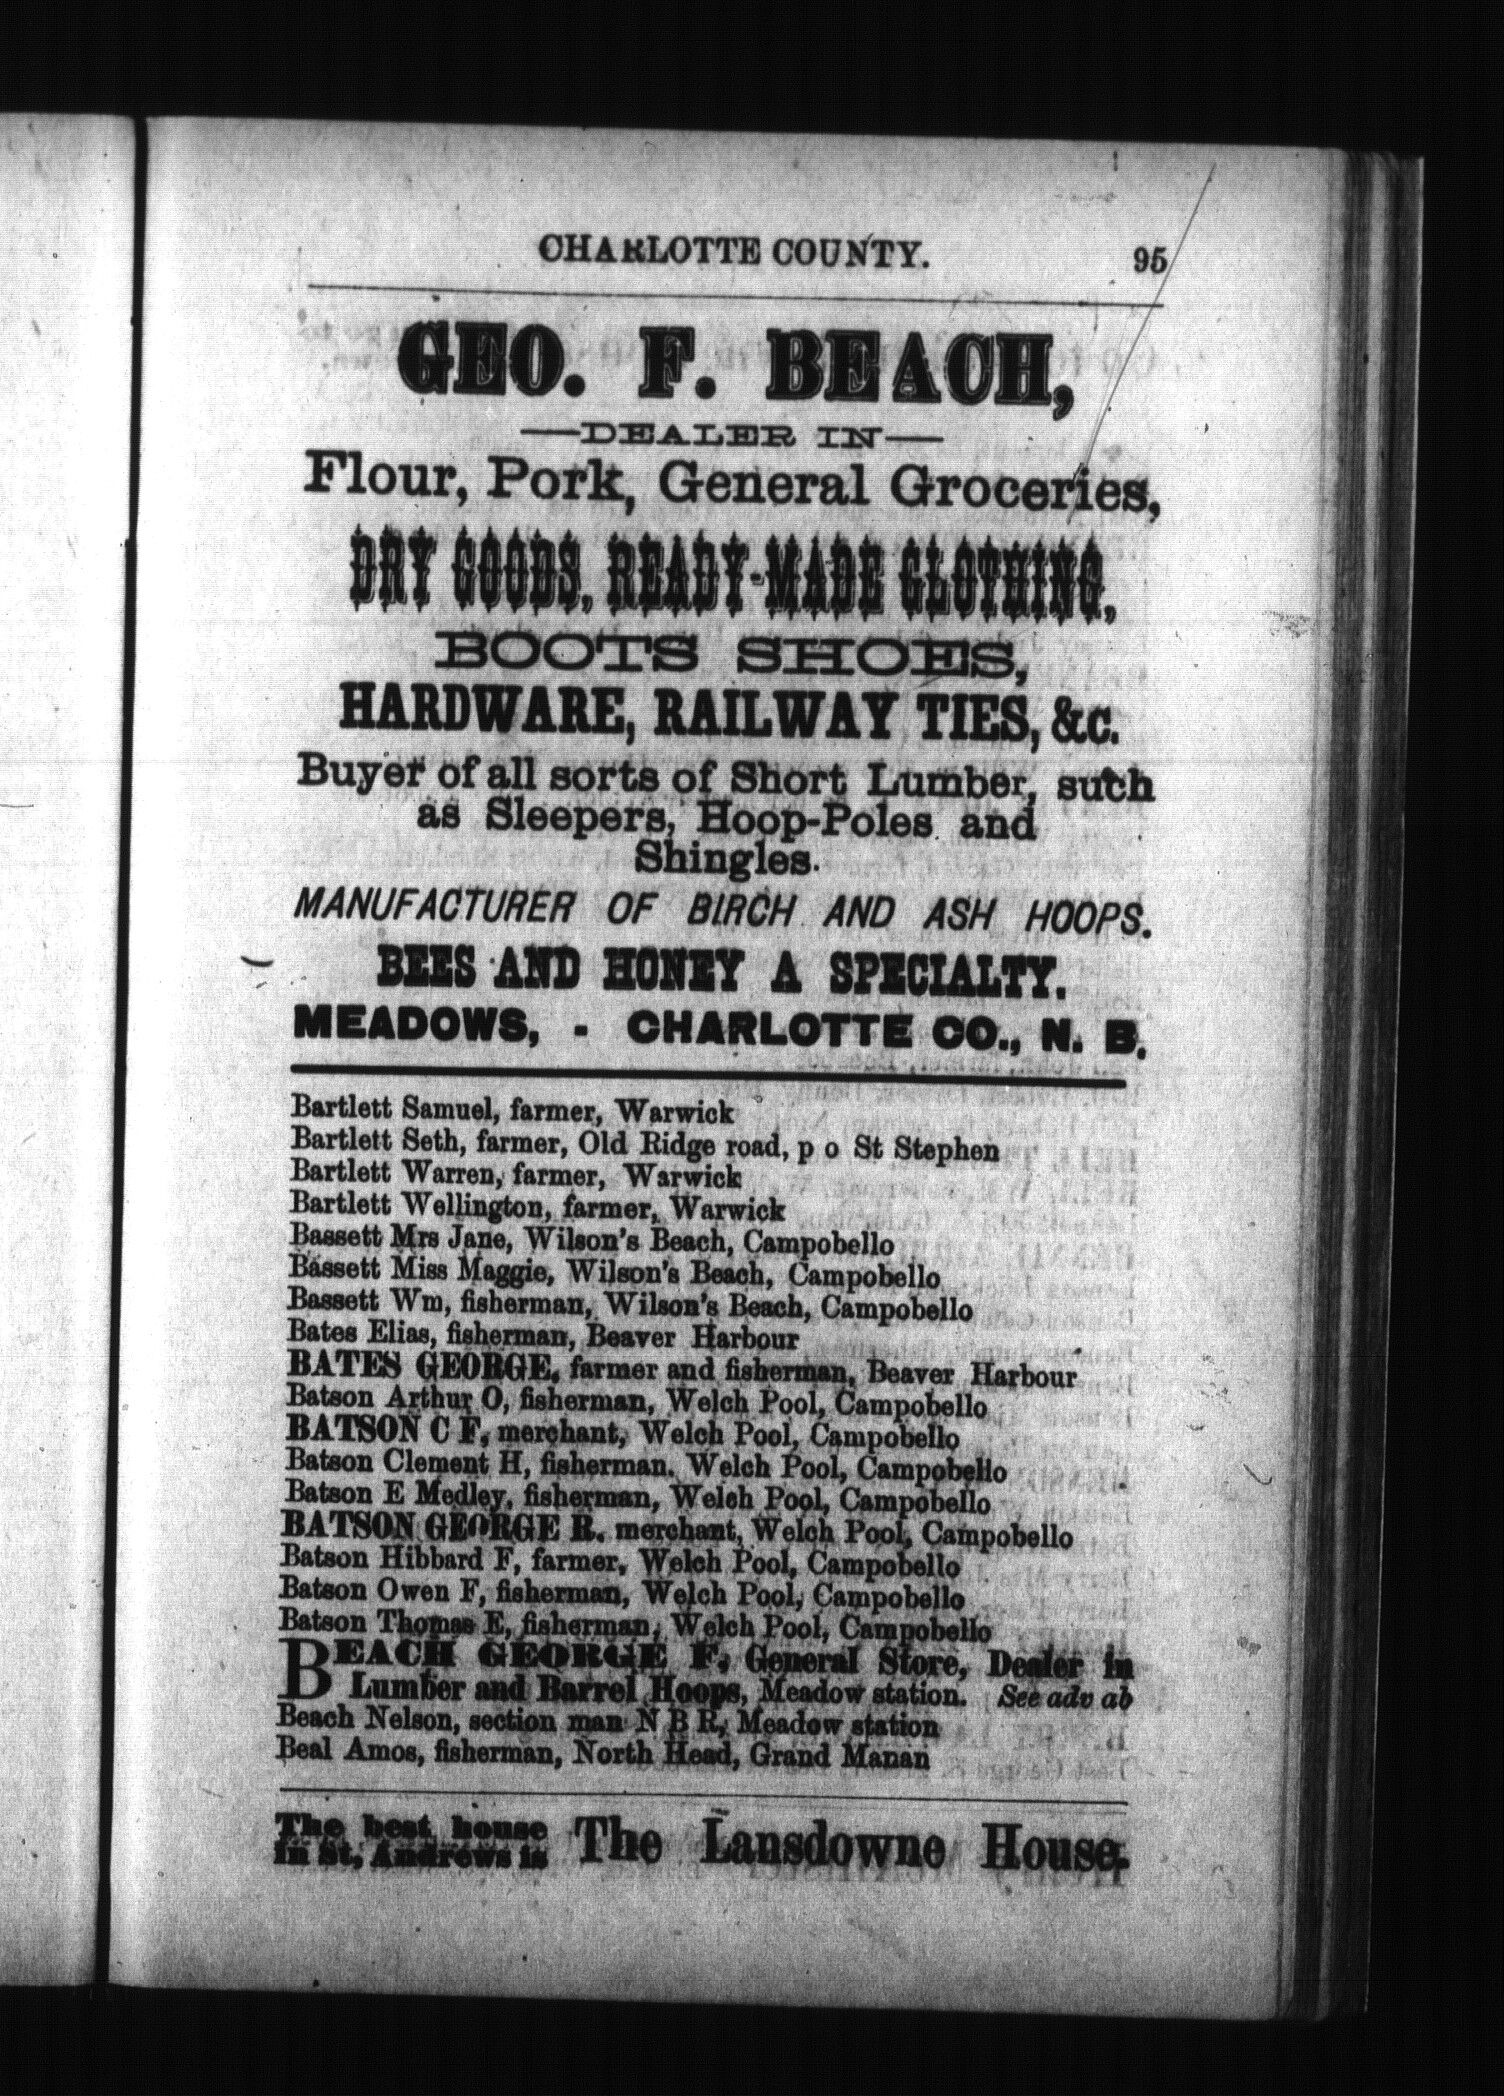 CHARLOTTE COUNTY. 95
GEO. F. BEACH,
—DEALER IN—
Flour, Pork, General Groceries,
DRY GOODS, READY-MADE CLOTHING,
BOOTS SHOES,
HARDWARE, RAILWAY TIES, &c.
Buyer of all sorts of Short Lumber, such
as Sleepers, Hoop-Poles and
Shingles.
MANUFACTURER OF BIRCH AND ASH HOOPS.
BEES AND HONEY A SPECIALTY.
MEADOWS, - CHARLOTTE CO., N. B.
Bartlett Samuel, farmer, Warwick
Bartlett Seth, farmer, Old Ridge road, p o St Stephen
Bartlett Warren, farmer, Warwick
Bartlett Wellington, farmer, Warwick
Bassett Mrs Jane, Wilson's Beach, Campobello
Bassett Miss Maggie, Wilson's Beach, Campobello
Bassett Wm, fisherman, Wilson's Beach, Campobello
Bates Elias, fisherman, Beaver Harbour
BATES GEORGE, farmer and fisherman, Beaver Harbour
Batson Arthur O, fisherman, Welch Pool, Campobello
BATSON C F, merchant, Welch Pool, Campobello
Batson Clement H, fisherman. Welch Pool, Campobello
Batson E Medley, fisherman, Welch Pool, Campobello
BATSON GEORGE R. merchant, Welch Pool, Campobello
Batson Hibbard F, farmer, Welch Pool, Campobello
Batson Owen F, fisherman, Welch Pool, Campobello
Batson Thomas E, fisherman, Welch Pool, Campobello
BEACH GEORGE F, General Store, Dealer in
Lumber and Barrel Hoops, Meadow station. See adv ab
Beach Nelson, section man N B R, Meadow station
Beal Amos, fisherman, North Head, Grand Manan
The best house
in St, Andrews is The Lansdowne House.